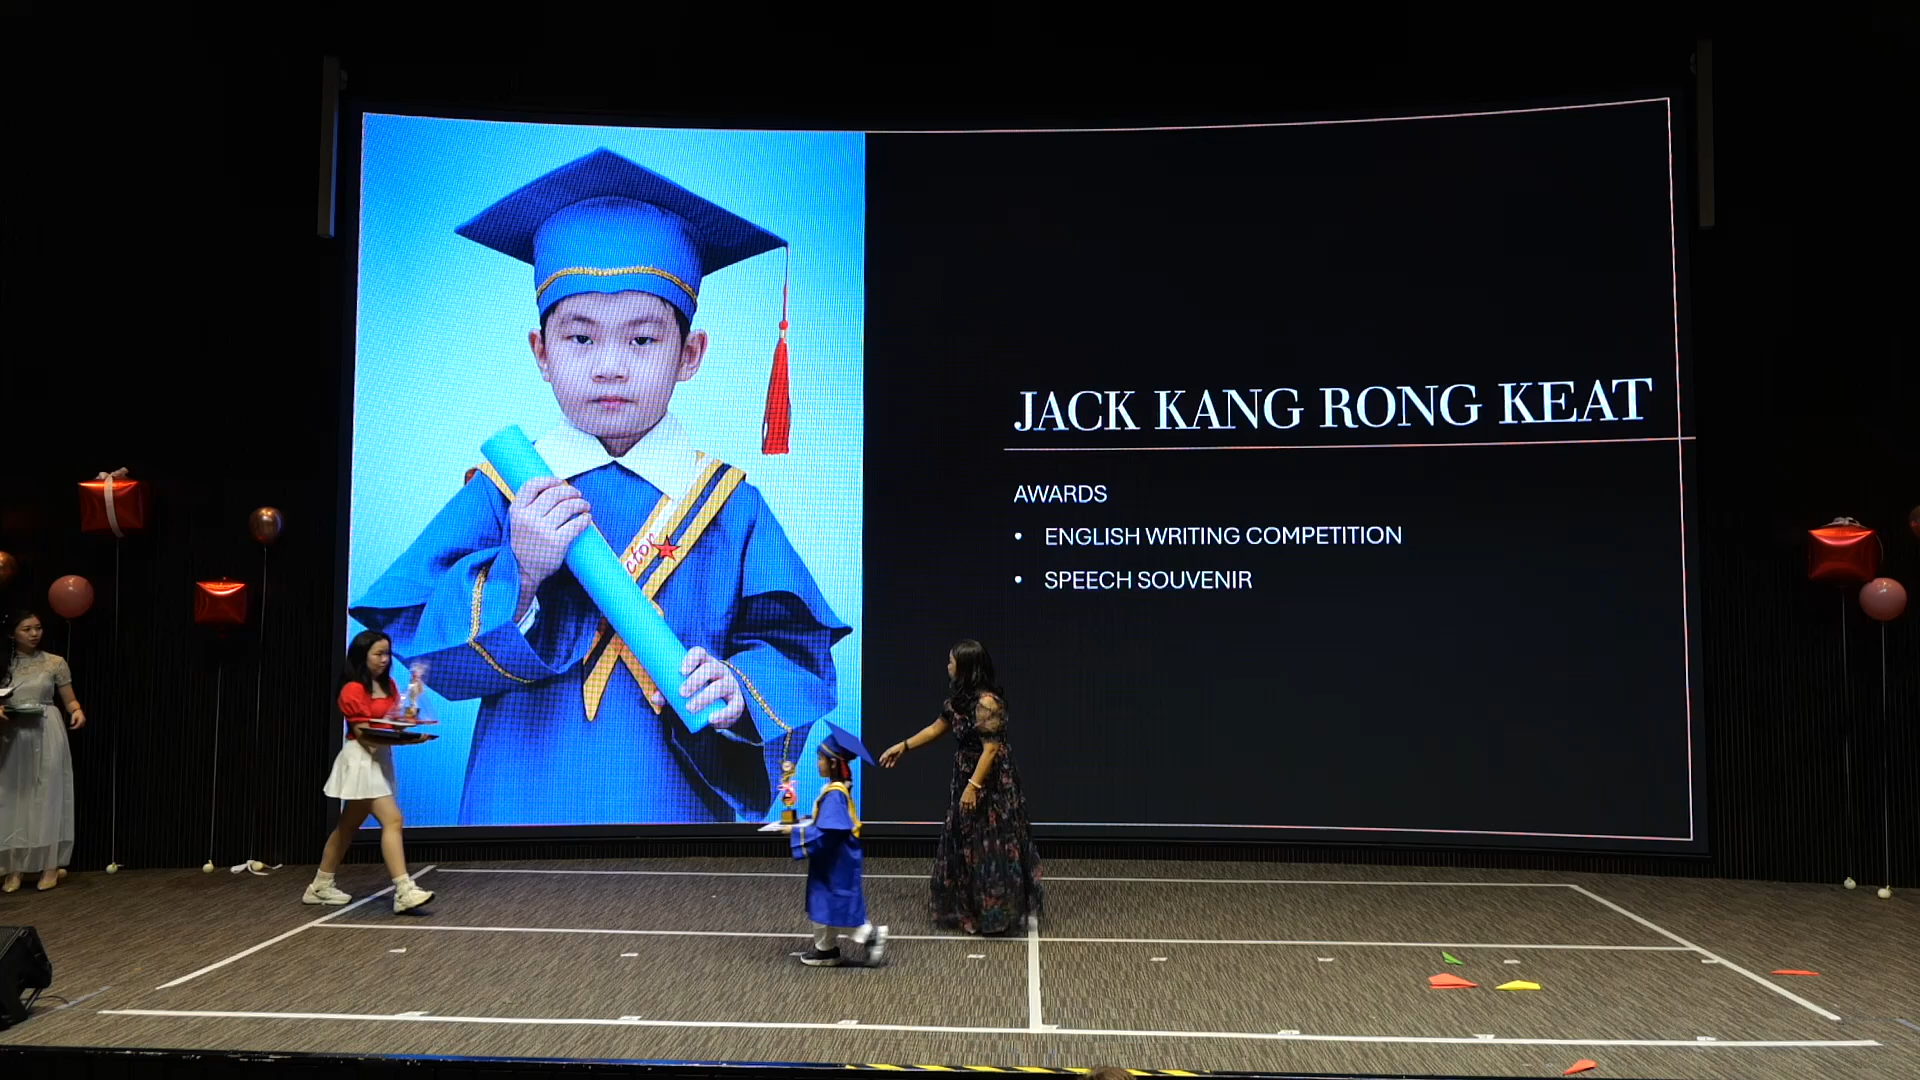 JACK KANG RONG KEAT
AWARDS
• ENGLISH WRITING COMPETITION
• SPEECH SOUVENIR